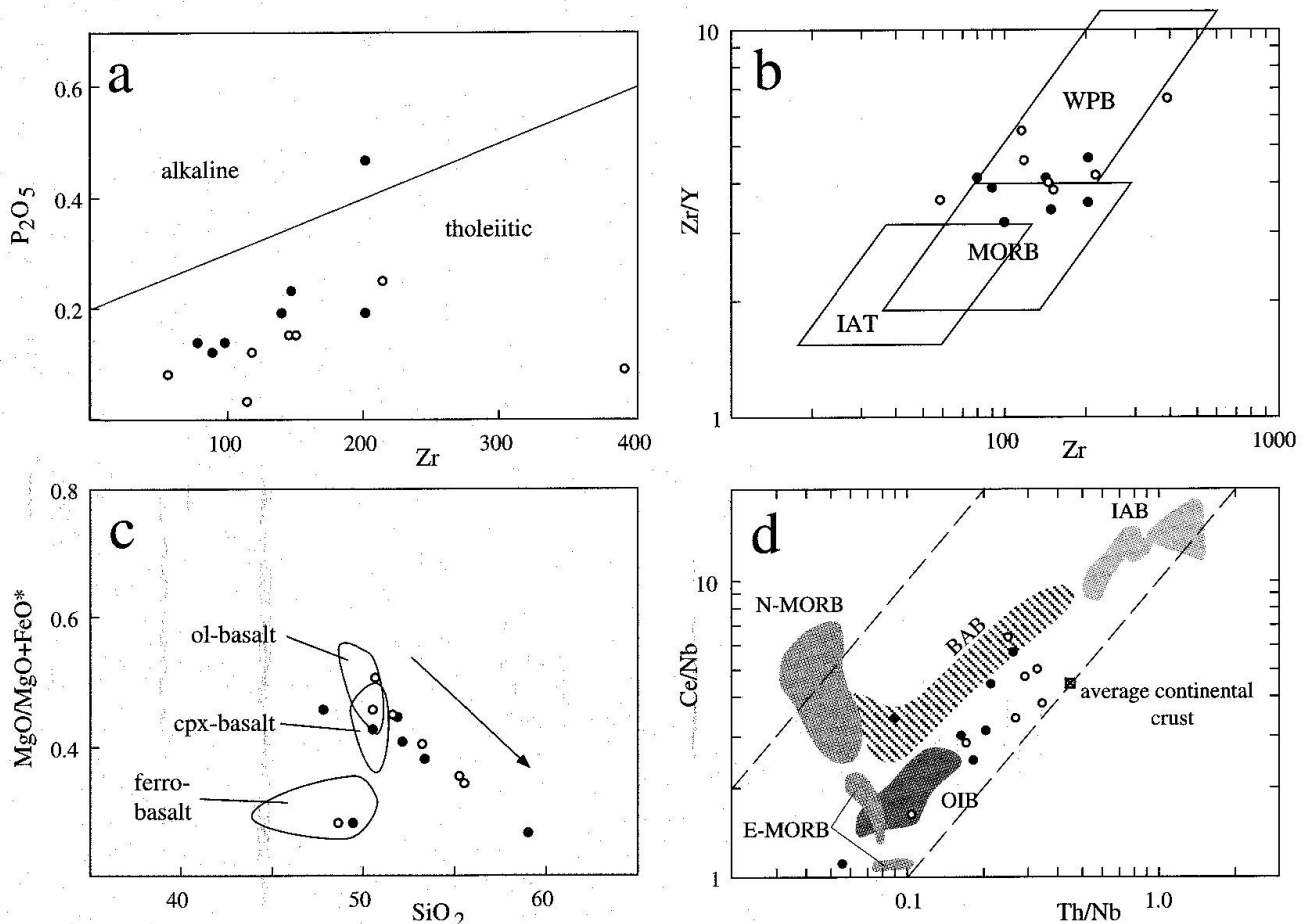 a
0.6
0.4
0.2
P₂O₅
alkaline
tholeiitic
100
200
300
400
Zr
b
10
1
Zr/Y
WPB
MORB
IAT
100
1000
Zr
c
0.8
0.6
0.4
MgO/MgO+FeO*
ol-basalt
cpx-basalt
ferro-
basalt
40
50
60
SiO₂
d
10
1
Ce/Nb
IAB
N-MORB
BAB
average continental
crust
OIB
E-MORB
0.1
1.0
Th/Nb